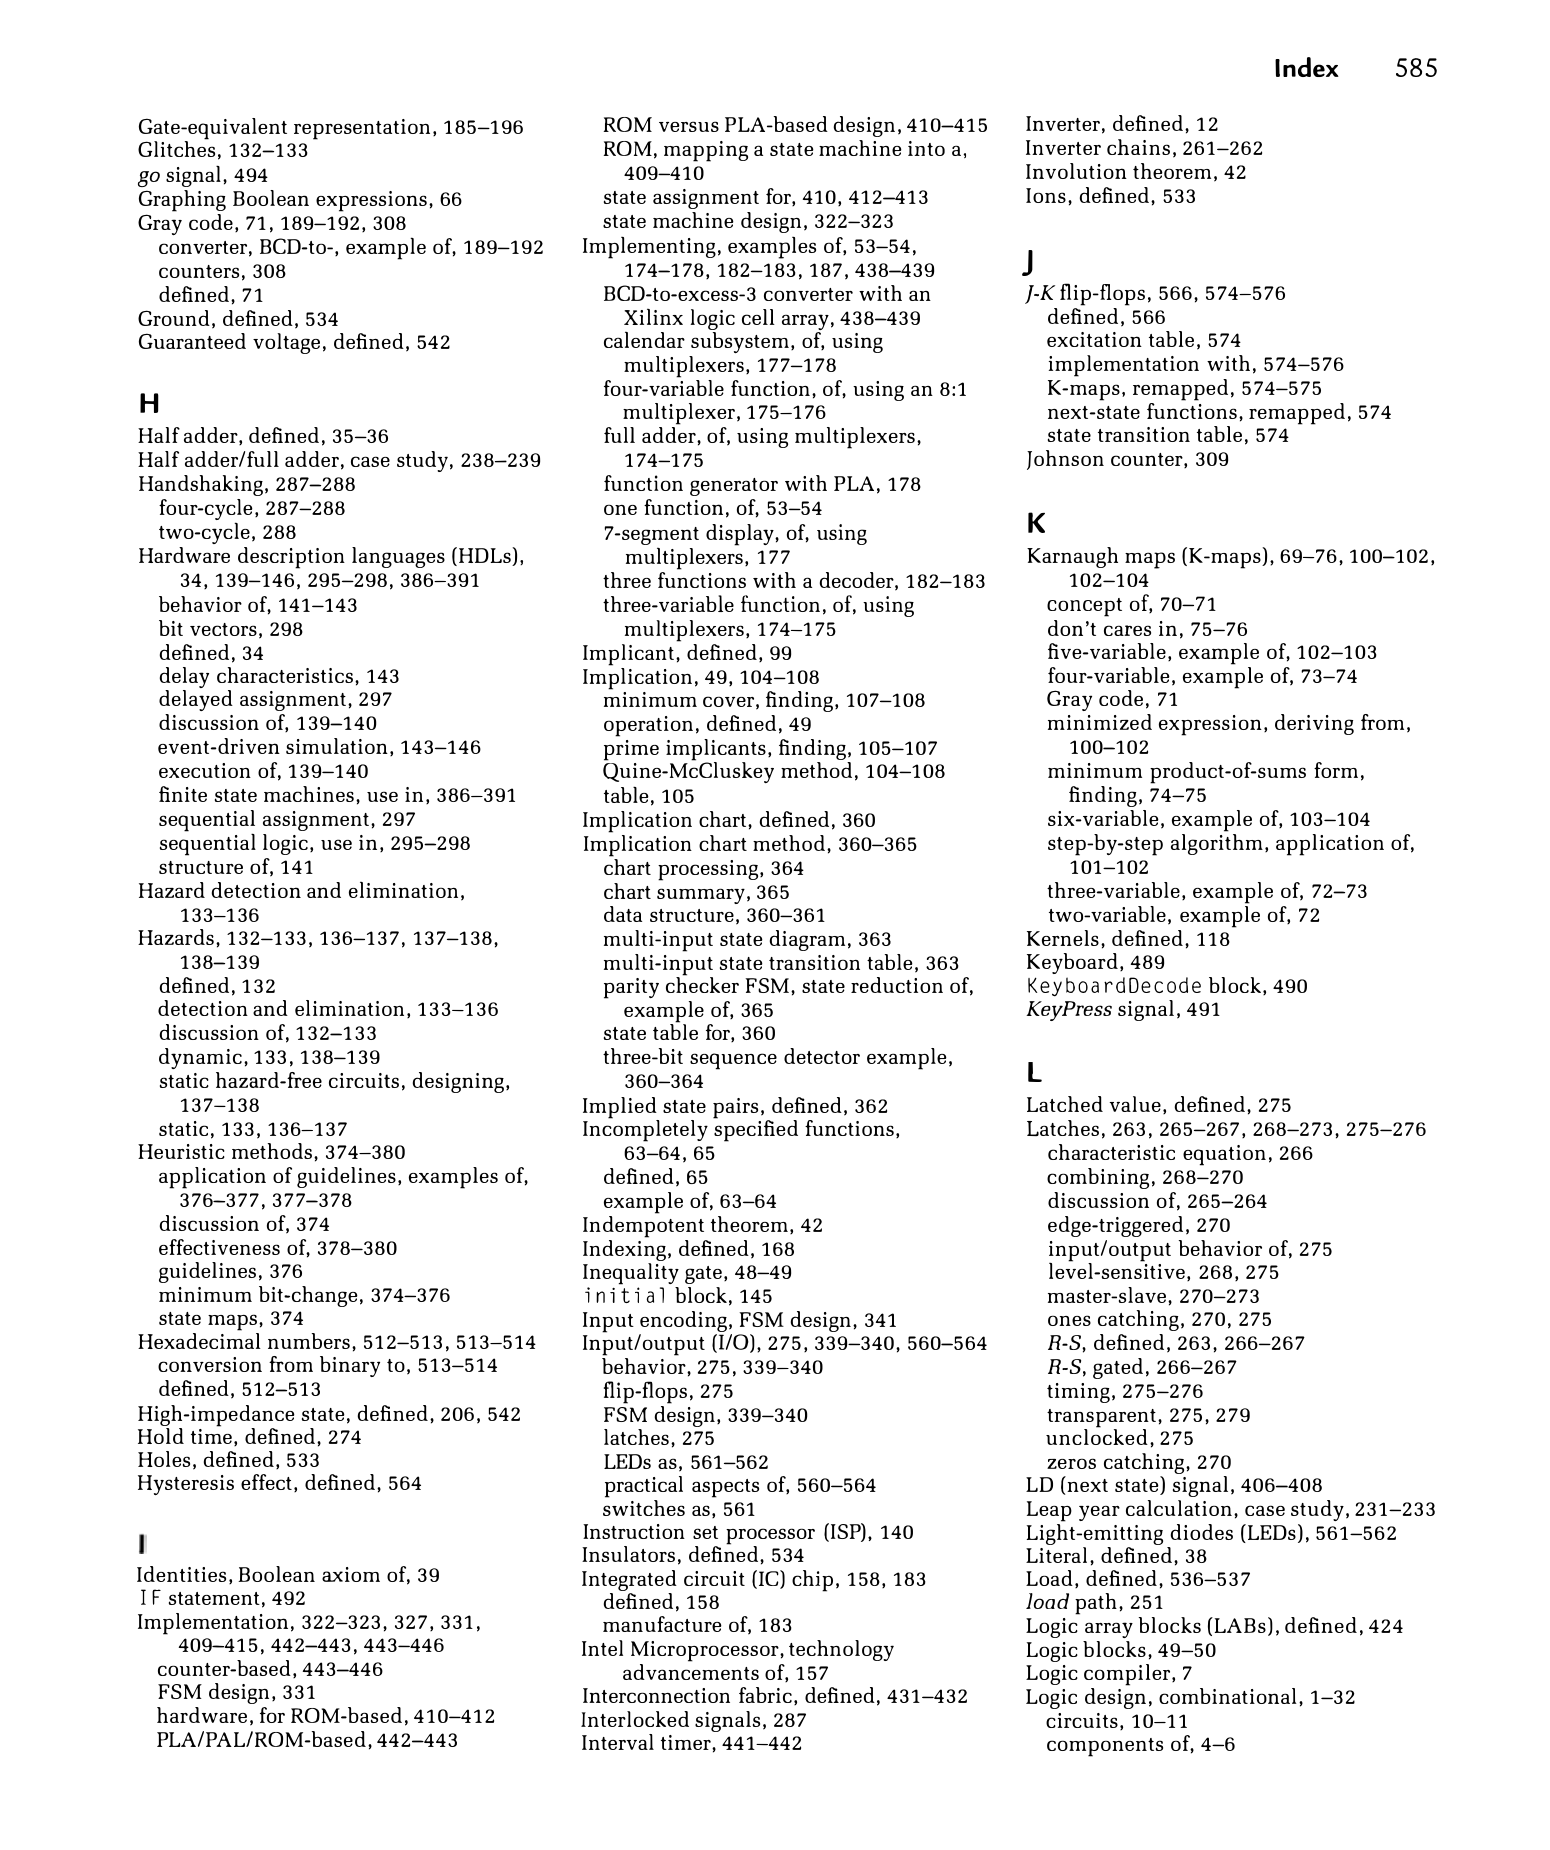 Index 585
Gate-equivalent representation, 185–196
Glitches, 132–133
go signal, 494
Graphing Boolean expressions, 66
Gray code, 71, 189–192, 308
converter, BCD-to-, example of, 189–192
counters, 308
defined, 71
Ground, defined, 534
Guaranteed voltage, defined, 542
H
Half adder, defined, 35–36
Half adder/full adder, case study, 238–239
Handshaking, 287–288
four-cycle, 287–288
two-cycle, 288
Hardware description languages (HDLs),
34, 139–146, 295–298, 386–391
behavior of, 141–143
bit vectors, 298
defined, 34
delay characteristics, 143
delayed assignment, 297
discussion of, 139–140
event-driven simulation, 143–146
execution of, 139–140
finite state machines, use in, 386–391
sequential assignment, 297
sequential logic, use in, 295–298
structure of, 141
Hazard detection and elimination,
133–136
Hazards, 132–133, 136–137, 137–138,
138–139
defined, 132
detection and elimination, 133–136
discussion of, 132–133
dynamic, 133, 138–139
static hazard-free circuits, designing,
137–138
static, 133, 136–137
Heuristic methods, 374–380
application of guidelines, examples of,
376–377, 377–378
discussion of, 374
effectiveness of, 378–380
guidelines, 376
minimum bit-change, 374–376
state maps, 374
Hexadecimal numbers, 512–513, 513–514
conversion from binary to, 513–514
defined, 512–513
High-impedance state, defined, 206, 542
Hold time, defined, 274
Holes, defined, 533
Hysteresis effect, defined, 564
I
Identities, Boolean axiom of, 39
IF statement, 492
Implementation, 322–323, 327, 331,
409–415, 442–443, 443–446
counter-based, 443–446
FSM design, 331
hardware, for ROM-based, 410–412
PLA/PAL/ROM-based, 442–443
ROM versus PLA-based design, 410–415
ROM, mapping a state machine into a,
409–410
state assignment for, 410, 412–413
state machine design, 322–323
Implementing, examples of, 53–54,
174–178, 182–183, 187, 438–439
BCD-to-excess-3 converter with an
Xilinx logic cell array, 438–439
calendar subsystem, of, using
multiplexers, 177–178
four-variable function, of, using an 8:1
multiplexer, 175–176
full adder, of, using multiplexers,
174–175
function generator with PLA, 178
one function, of, 53–54
7-segment display, of, using
multiplexers, 177
three functions with a decoder, 182–183
three-variable function, of, using
multiplexers, 174–175
Implicant, defined, 99
Implication, 49, 104–108
minimum cover, finding, 107–108
operation, defined, 49
prime implicants, finding, 105–107
Quine-McCluskey method, 104–108
table, 105
Implication chart, defined, 360
Implication chart method, 360–365
chart processing, 364
chart summary, 365
data structure, 360–361
multi-input state diagram, 363
multi-input state transition table, 363
parity checker FSM, state reduction of,
example of, 365
state table for, 360
three-bit sequence detector example,
360–364
Implied state pairs, defined, 362
Incompletely specified functions,
63–64, 65
defined, 65
example of, 63–64
Indempotent theorem, 42
Indexing, defined, 168
Inequality gate, 48–49
initial block, 145
Input encoding, FSM design, 341
Input/output (I/O), 275, 339–340, 560–564
behavior, 275, 339–340
flip-flops, 275
FSM design, 339–340
latches, 275
LEDs as, 561–562
practical aspects of, 560–564
switches as, 561
Instruction set processor (ISP), 140
Insulators, defined, 534
Integrated circuit (IC) chip, 158, 183
defined, 158
manufacture of, 183
Intel Microprocessor, technology
advancements of, 157
Interconnection fabric, defined, 431–432
Interlocked signals, 287
Interval timer, 441–442
Inverter, defined, 12
Inverter chains, 261–262
Involution theorem, 42
Ions, defined, 533
J
J-K flip-flops, 566, 574–576
defined, 566
excitation table, 574
implementation with, 574–576
K-maps, remapped, 574–575
next-state functions, remapped, 574
state transition table, 574
Johnson counter, 309
K
Karnaugh maps (K-maps), 69–76, 100–102,
102–104
concept of, 70–71
don't cares in, 75–76
five-variable, example of, 102–103
four-variable, example of, 73–74
Gray code, 71
minimized expression, deriving from,
100–102
minimum product-of-sums form,
finding, 74–75
six-variable, example of, 103–104
step-by-step algorithm, application of,
101–102
three-variable, example of, 72–73
two-variable, example of, 72
Kernels, defined, 118
Keyboard, 489
KeyboardDecode block, 490
KeyPress signal, 491
L
Latched value, defined, 275
Latches, 263, 265–267, 268–273, 275–276
characteristic equation, 266
combining, 268–270
discussion of, 265–264
edge-triggered, 270
input/output behavior of, 275
level-sensitive, 268, 275
master-slave, 270–273
ones catching, 270, 275
R-S, defined, 263, 266–267
R-S, gated, 266–267
timing, 275–276
transparent, 275, 279
unclocked, 275
zeros catching, 270
LD (next state) signal, 406–408
Leap year calculation, case study, 231–233
Light-emitting diodes (LEDs), 561–562
Literal, defined, 38
Load, defined, 536–537
load path, 251
Logic array blocks (LABs), defined, 424
Logic blocks, 49–50
Logic compiler, 7
Logic design, combinational, 1–32
circuits, 10–11
components of, 4–6